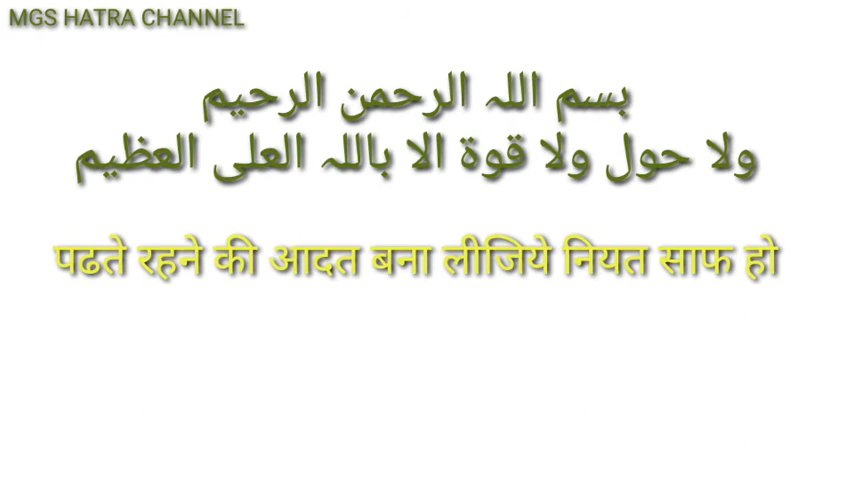 MGS HATRA CHANNEL
بسم اللہ الرحمن الرحیم
ولا حول ولا قوۃ الا باللہ العلی العظیم
पढते रहने की आदत बना लीजिये नियत साफ हो